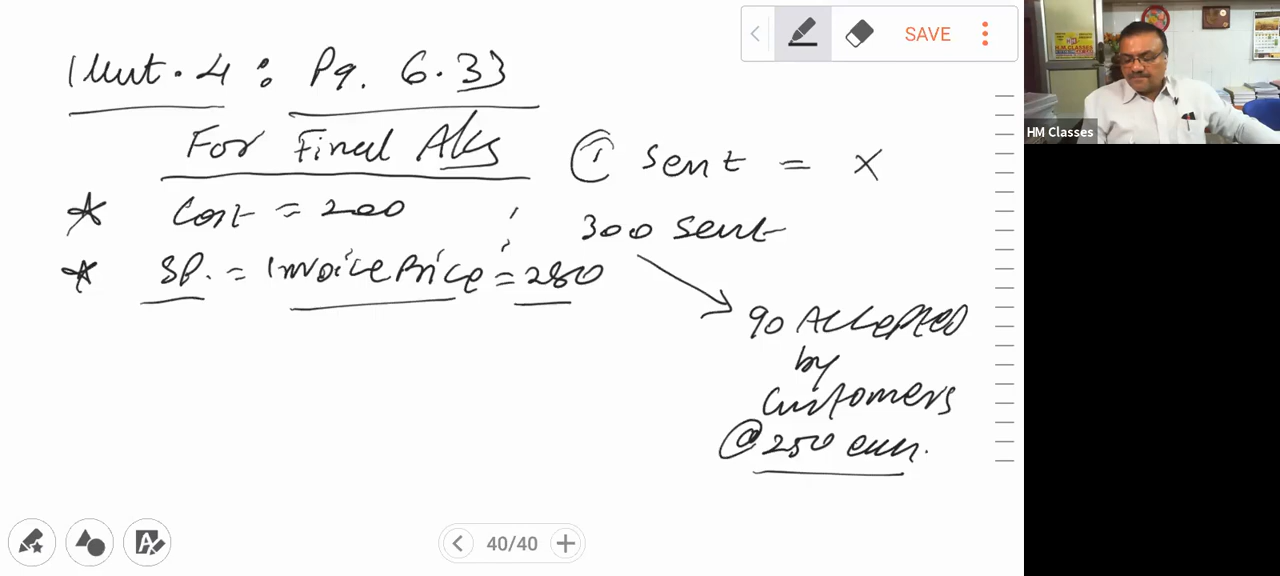 Illust. 4 : Pg. 6.33
For Final A/cs
① Sent = X
* Cost = 200
300 Sent
* SP. = Invoice Price = 250
90 Accepted
by
Customers
@ 250 each.
SAVE
HM Classes
40/40